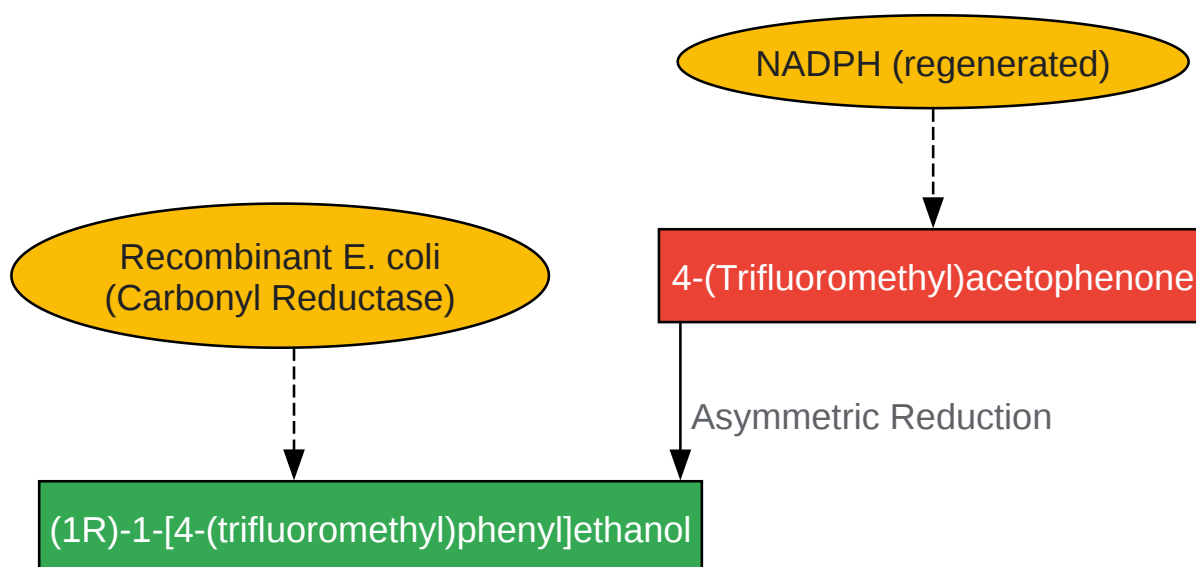 NADPH (regenerated)
Recombinant E. coli
(Carbonyl Reductase)
4-(Trifluoromethyl)acetophenone
Asymmetric Reduction
(1R)-1-[4-(trifluoromethyl)phenyl]ethanol